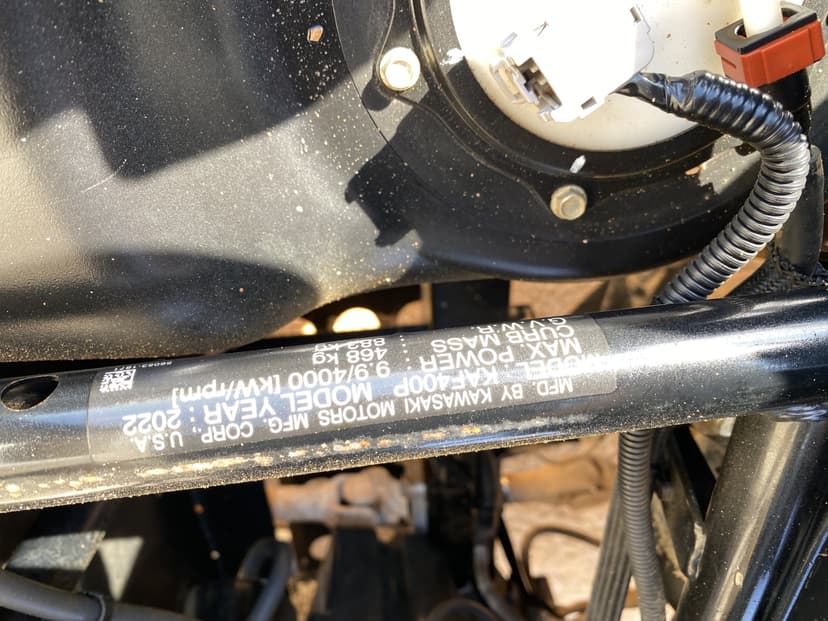 MFD. BY KAWASAKI MOTORS MFG. CORP., U.S.A.
MODEL : KAF400P MODEL YEAR : 2022
MAX. POWER : 9.9/4000 [kW/rpm]
CURB MASS : 468 kg
G.V.W.R. : 882 kg